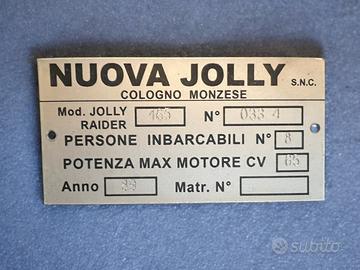 NUOVA JOLLY S.N.C.
COLOGNO MONZESE
Mod. JOLLY RAIDER 465 N° 033 4
PERSONE INBARCABILI N° 8
POTENZA MAX MOTORE CV 65
Anno Matr. N°
subito